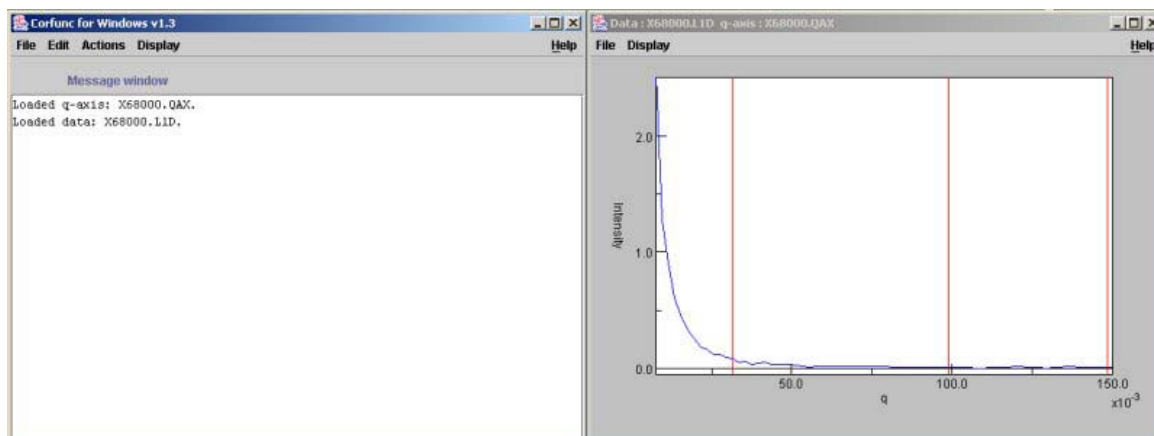 Corfunc for Windows v1.3
File Edit Actions Display Help
Message window
Loaded q-axis: X68000.QAX.
Loaded data: X68000.L1D.
Data : X68000.L1D q-axis : X68000.QAX
File Display Help
Intensity
2.0
1.0
0.0
50.0 100.0 150.0
q
x10-3